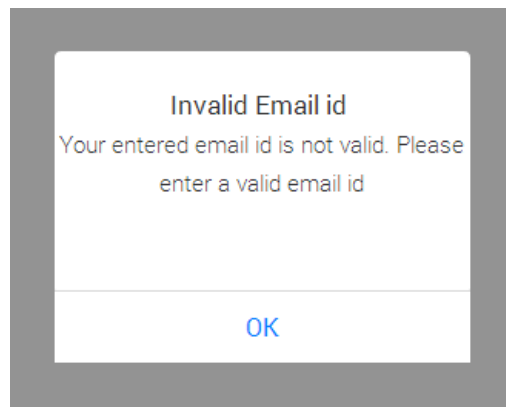 Invalid Email id
Your entered email id is not valid. Please
enter a valid email id
OK